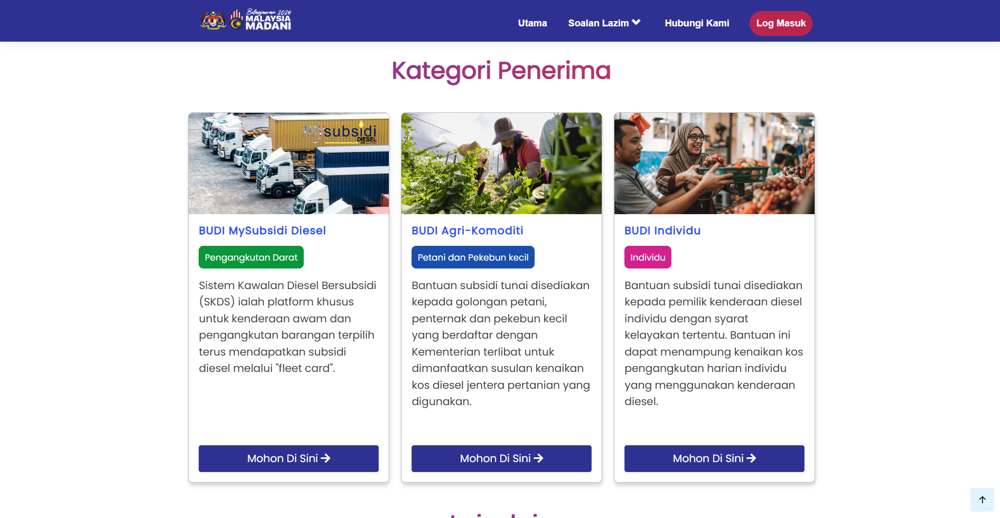 Belanjawan 2024
MALAYSIA
MADANI
Utama
Soalan Lazim
Hubungi Kami
Log Masuk
Kategori Penerima
mysubsidi
DIESEL
BUDI MySubsidi Diesel
Pengangkutan Darat
Sistem Kawalan Diesel Bersubsidi
(SKDS) ialah platform khusus
untuk kenderaan awam dan
pengangkutan barangan terpilih
terus mendapatkan subsidi
diesel melalui "fleet card".
Mohon Di Sini
BUDI Agri-Komoditi
Petani dan Pekebun kecil
Bantuan subsidi tunai disediakan
kepada golongan petani,
penternak dan pekebun kecil
yang berdaftar dengan
Kementerian terlibat untuk
dimanfaatkan susulan kenaikan
kos diesel jentera pertanian yang
digunakan.
Mohon Di Sini
BUDI Individu
Individu
Bantuan subsidi tunai disediakan
kepada pemilik kenderaan diesel
individu dengan syarat
kelayakan tertentu. Bantuan ini
dapat menampung kenaikan kos
pengangkutan harian individu
yang menggunakan kenderaan
diesel.
Mohon Di Sini